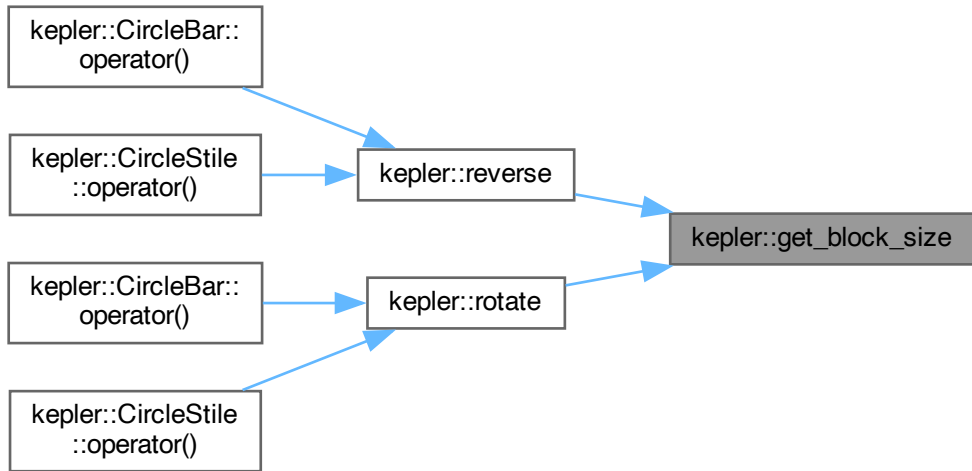 kepler::CircleBar::
operator()
kepler::CircleStile
::operator()
kepler::reverse
kepler::get_block_size
kepler::CircleBar::
operator()
kepler::rotate
kepler::CircleStile
::operator()